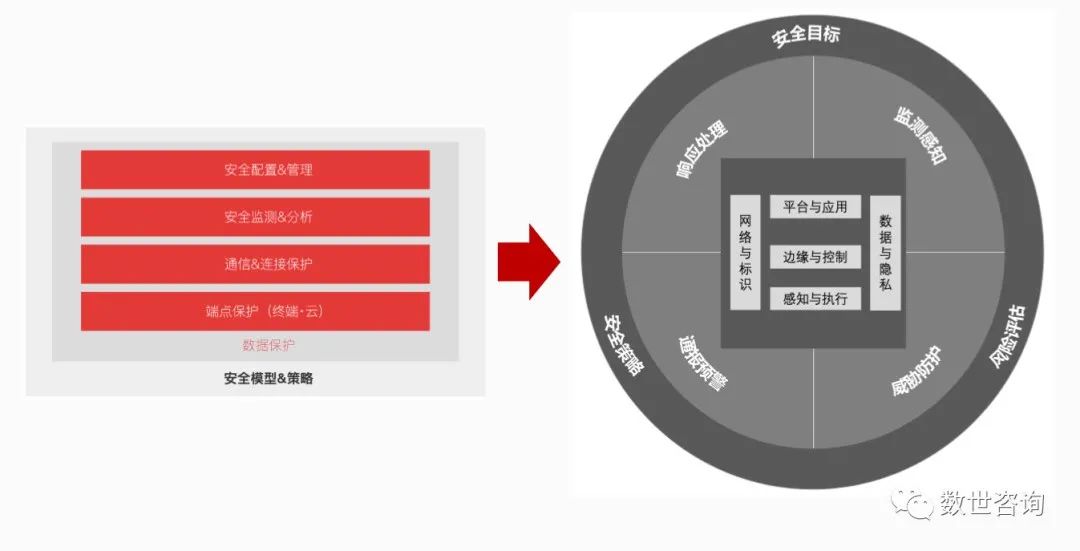 安全配置&管理
安全监测&分析
通信&连接保护
端点保护（终端·云）
数据保护
安全模型&策略
安全目标
响应处理
监测感知
网络与标识
平台与应用
边缘与控制
感知与执行
数据与隐私
安全策略
通报预警
威胁防护
风险评估
数世咨询